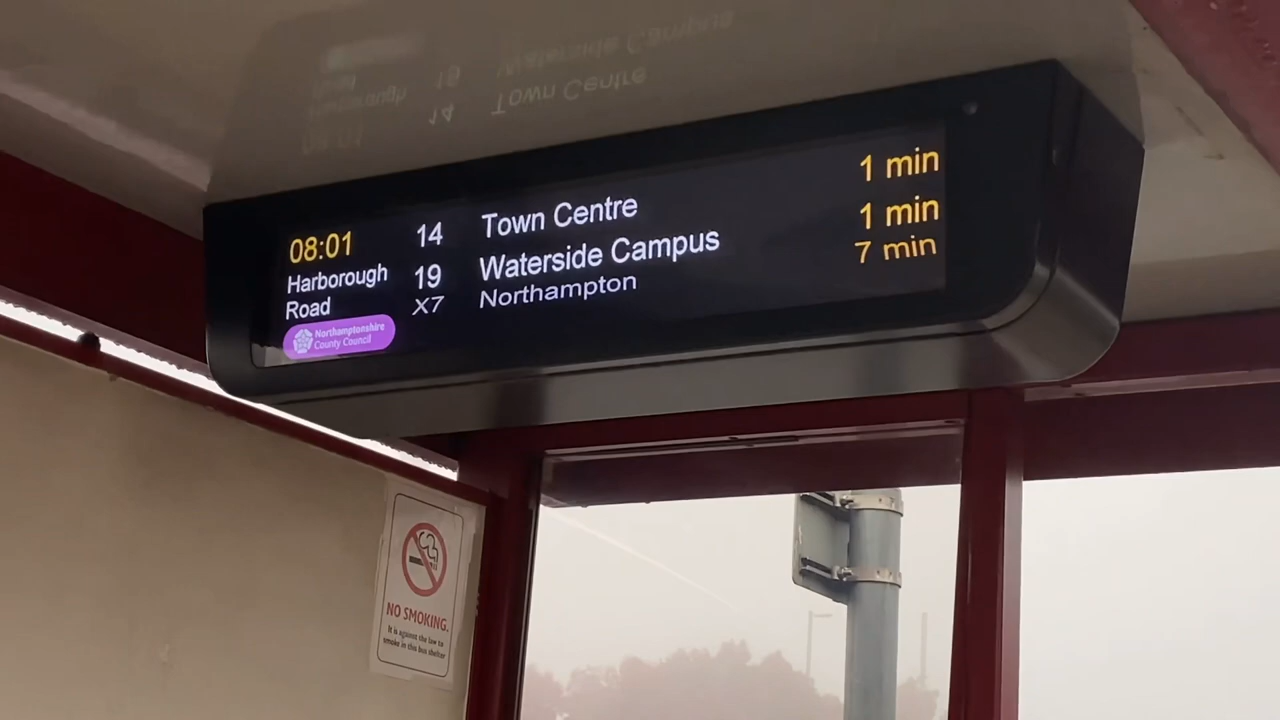 08:01
Harborough
Road
Northamptonshire
County Council
14 Town Centre 1 min
19 Waterside Campus 1 min
X7 Northampton 7 min
NO SMOKING.
It is against the law to
smoke in this bus shelter